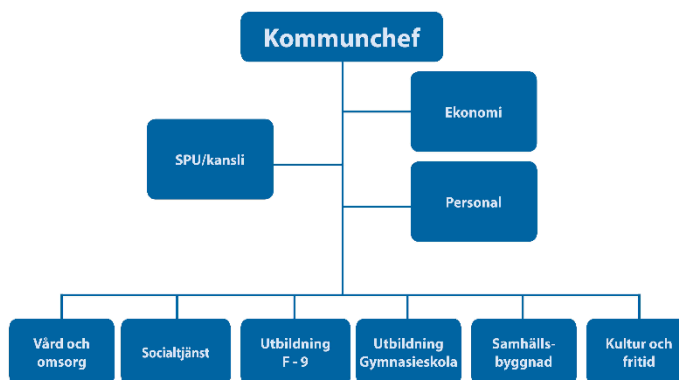 Kommunchef
Ekonomi
SPU/kansli
Personal
Vård och
omsorg
Socialtjänst
Utbildning
F - 9
Utbildning
Gymnasieskola
Samhälls-
byggnad
Kultur och
fritid